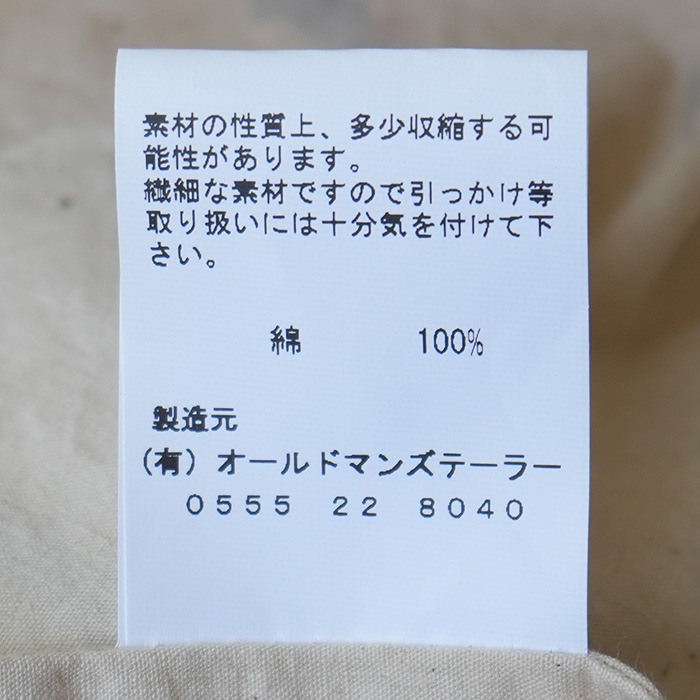 素材の性質上、多少収縮する可
能性があります。
繊細な素材ですので引っかけ等
取り扱いには十分気を付けて下
さい。
綿 100%
製造元
(有) オールドマンズテーラー
0555 22 8040